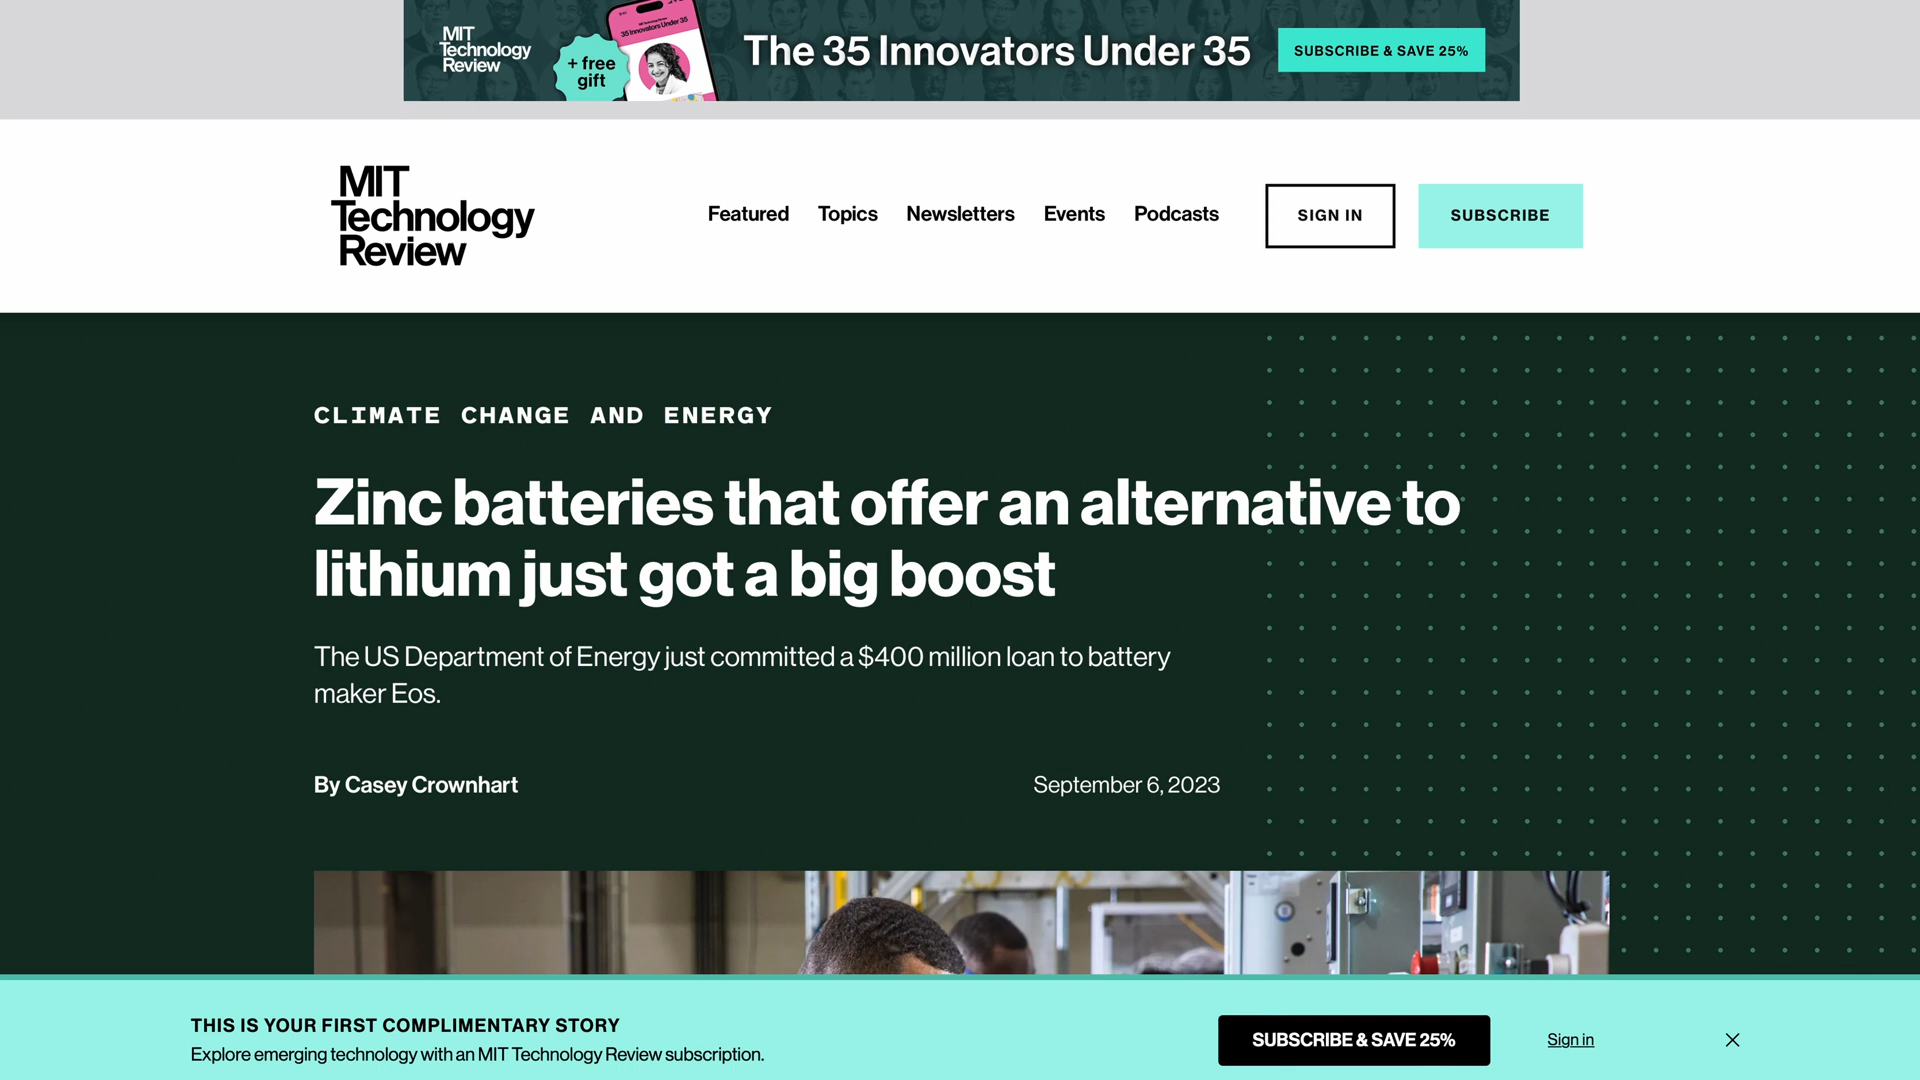 MIT
Technology
Review
+ free
gift
35 Innovators Under 35
The 35 Innovators Under 35
SUBSCRIBE & SAVE 25%
MIT
Technology
Review
Featured
Topics
Newsletters
Events
Podcasts
SIGN IN
SUBSCRIBE
CLIMATE CHANGE AND ENERGY
Zinc batteries that offer an alternative to
lithium just got a big boost
The US Department of Energy just committed a $400 million loan to battery
maker Eos.
By Casey Crownhart
September 6, 2023
THIS IS YOUR FIRST COMPLIMENTARY STORY
Explore emerging technology with an MIT Technology Review subscription.
SUBSCRIBE & SAVE 25%
Sign in